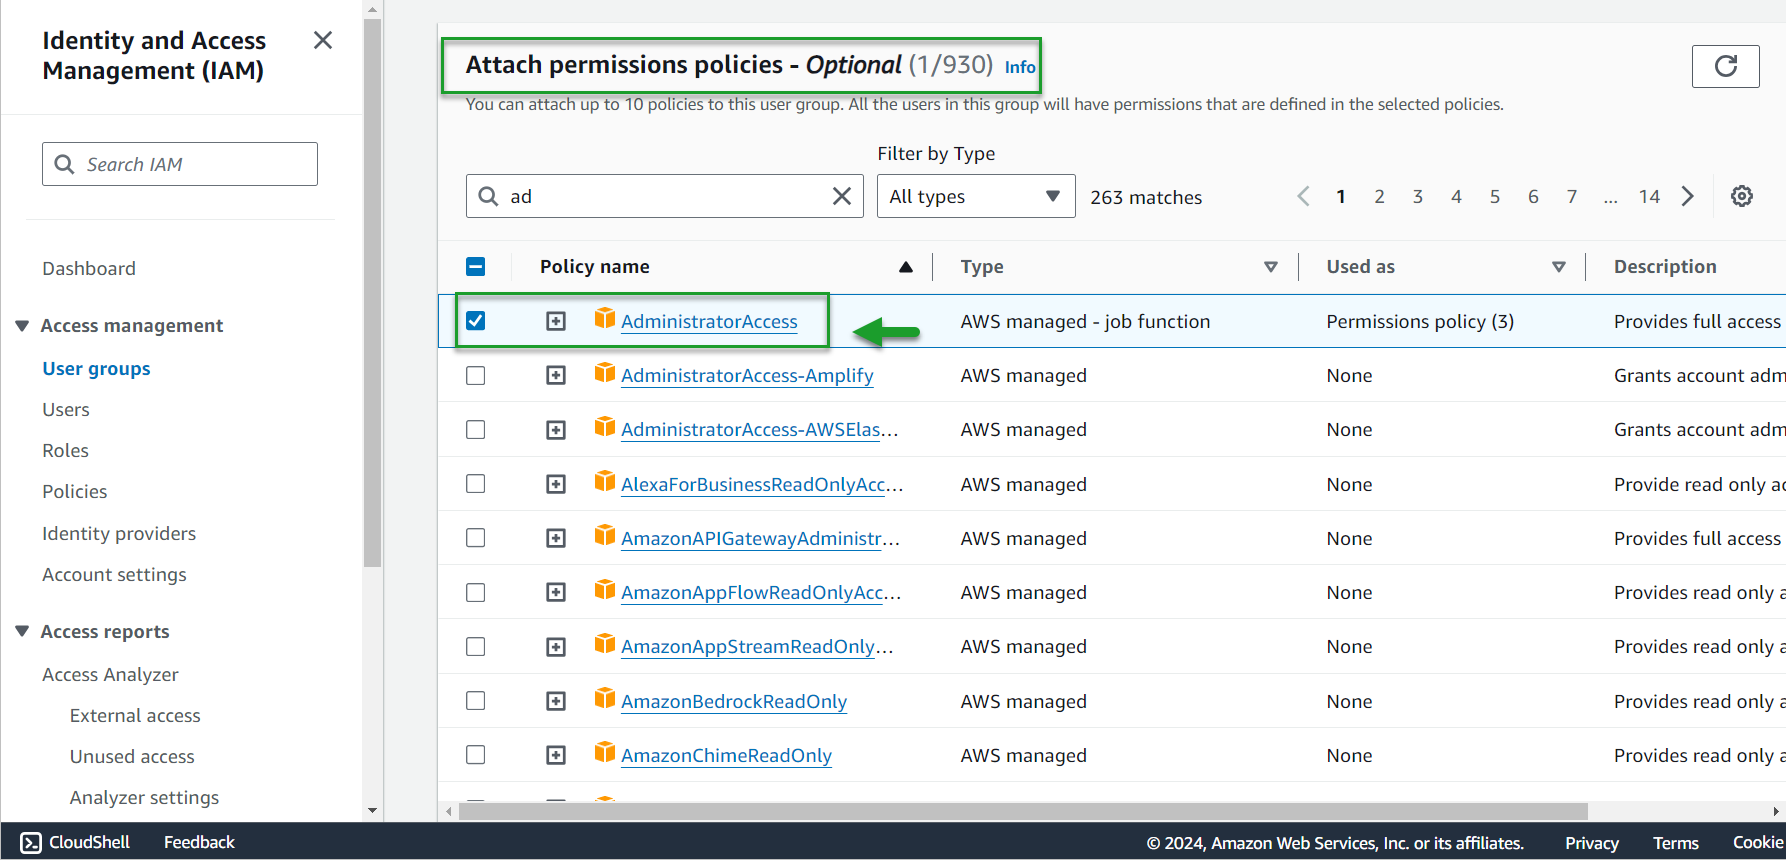 Identity and Access
Management (IAM)
Search IAM
Dashboard
Access management
User groups
Users
Roles
Policies
Identity providers
Account settings
Access reports
Access Analyzer
External access
Unused access
Analyzer settings
Attach permissions policies - Optional (1/930) Info
You can attach up to 10 policies to this user group. All the users in this group will have permissions that are defined in the selected policies.
Filter by Type
ad All types 263 matches 1 2 3 4 5 6 7 ... 14
Policy name Type Used as Description
AdministratorAccess AWS managed - job function Permissions policy (3) Provides full access
AdministratorAccess-Amplify AWS managed None Grants account adm
AdministratorAccess-AWSElas... AWS managed None Grants account adm
AlexaForBusinessReadOnlyAcc... AWS managed None Provide read only ac
AmazonAPIGatewayAdministr... AWS managed None Provides full access
AmazonAppFlowReadOnlyAcc... AWS managed None Provides read only a
AmazonAppStreamReadOnly... AWS managed None Provides read only a
AmazonBedrockReadOnly AWS managed None Provides read only a
AmazonChimeReadOnly AWS managed None Provides read only a
CloudShell Feedback © 2024, Amazon Web Services, Inc. or its affiliates. Privacy Terms Cookie